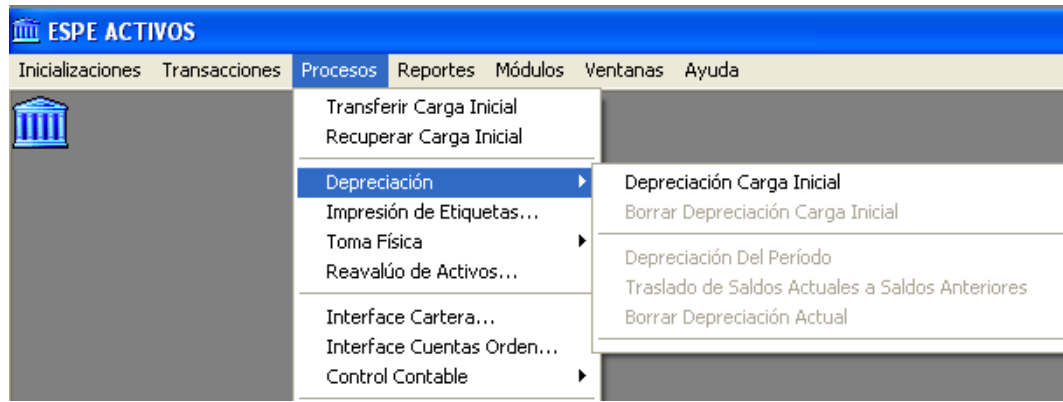 ESPE ACTIVOS
Inicializaciones Transacciones Procesos Reportes Módulos Ventanas Ayuda
Transferir Carga Inicial
Recuperar Carga Inicial
Depreciación
Impresión de Etiquetas...
Toma Física
Reavalúo de Activos...
Interface Cartera...
Interface Cuentas Orden...
Control Contable
Depreciación Carga Inicial
Borrar Depreciación Carga Inicial
Depreciación Del Período
Traslado de Saldos Actuales a Saldos Anteriores
Borrar Depreciación Actual